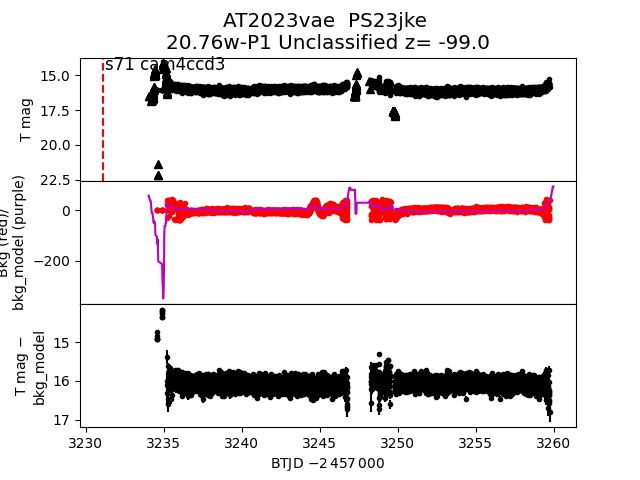 AT2023vae  PS23jke
20.76w-P1 Unclassified z= -99.0
s71 cam4ccd3
T mag
15.0
17.5
20.0
22.5
Bkg (red)/
bkg_model (purple)
0
−200
T mag −
bkg_model
15
16
17
3230
3235
3240
3245
3250
3255
3260
BTJD −2 457 000